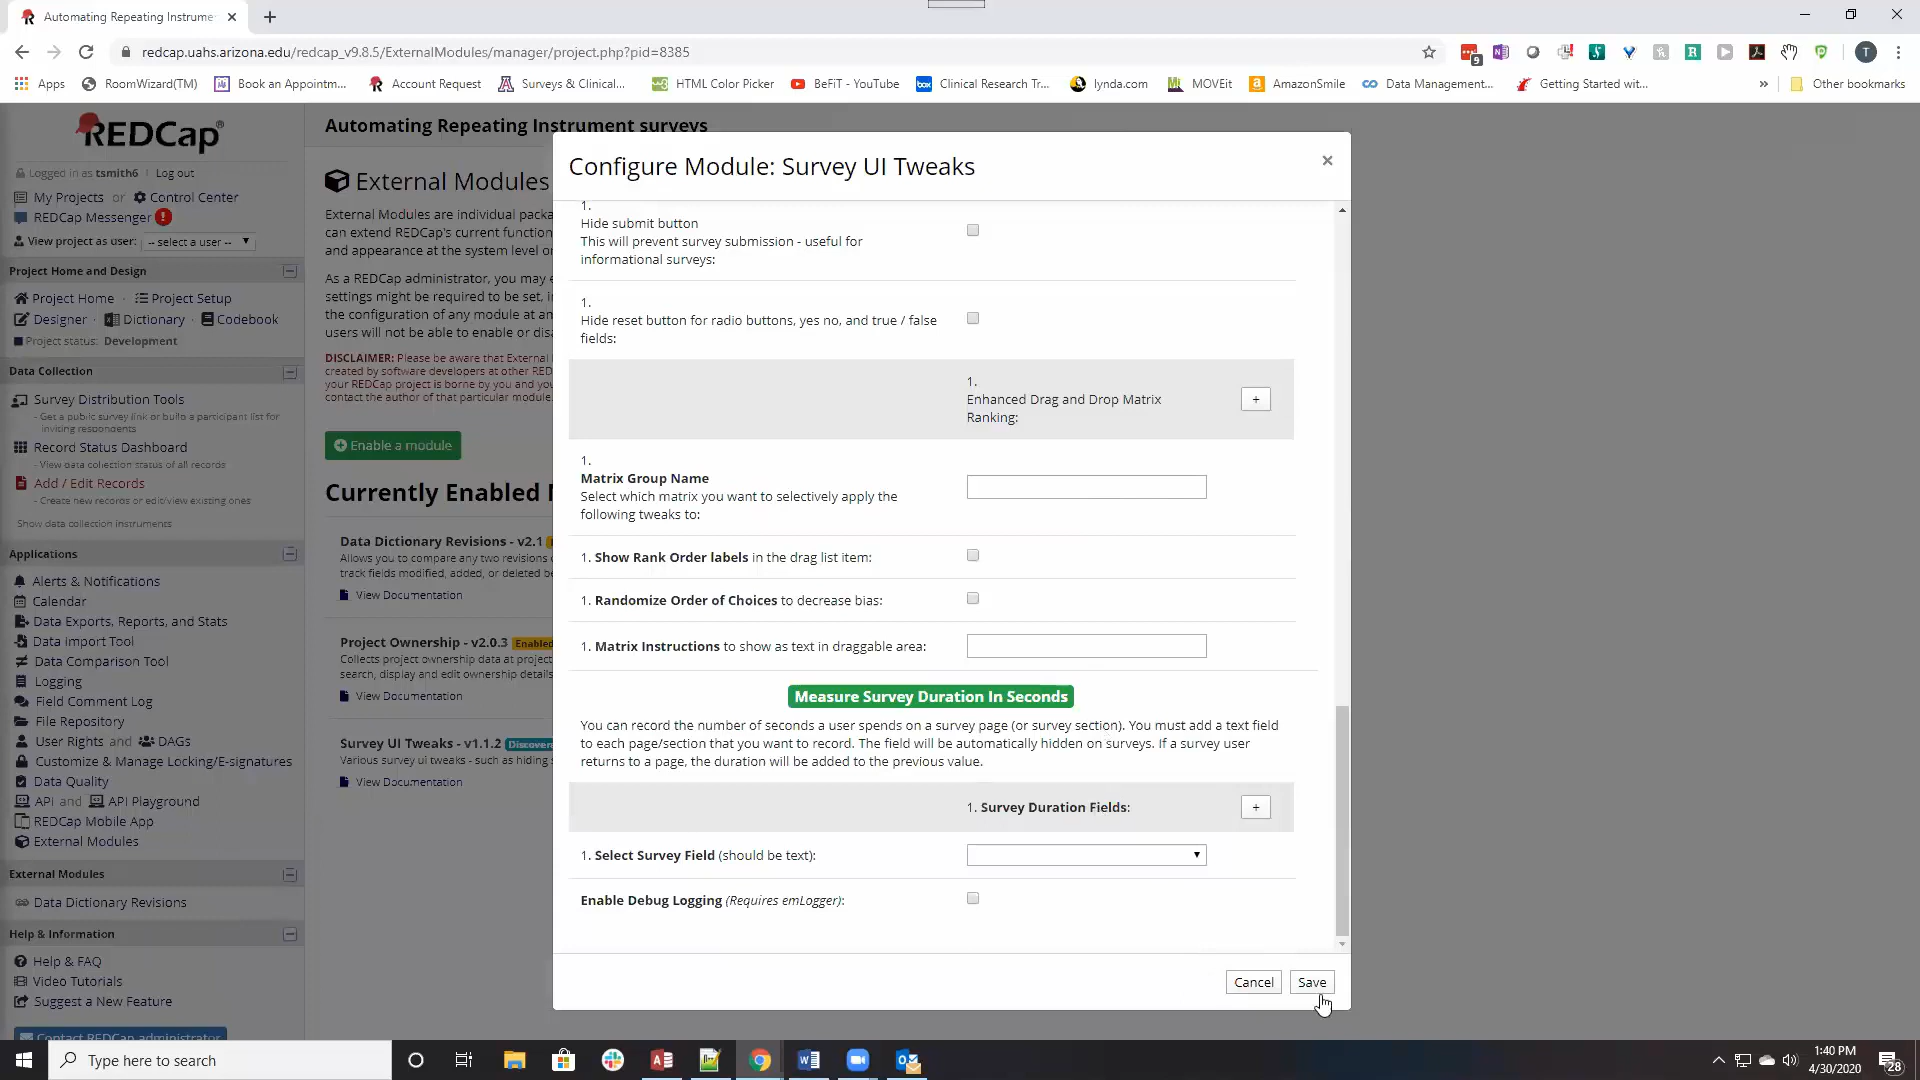 Automating Repeating Instrume
redcap.uahs.arizona.edu/redcap_v9.8.5/ExternalModules/manager/project.php?pid=8385
9
T
Apps
RoomWizard(TM)
Book an Appointm...
Account Request
Surveys & Clinical...
HTML Color Picker
BeFiT - YouTube
Clinical Research Tr...
lynda.com
MOVEit
AmazonSmile
Data Management...
Getting Started wit...
Other bookmarks
REDCap
Logged in as tsmith6 | Log out
My Projects or Control Center
REDCap Messenger
View project as user: -- select a user --
Project Home and Design
Project Home · Project Setup
Designer · Dictionary · Codebook
Project status: Development
Data Collection
Survey Distribution Tools
- Get a public survey link or build a participant list for
inviting respondents
Record Status Dashboard
- View data collection status of all records
Add / Edit Records
- Create new records or edit/view existing ones
Show data collection instruments
Applications
Alerts & Notifications
Calendar
Data Exports, Reports, and Stats
Data Import Tool
Data Comparison Tool
Logging
Field Comment Log
File Repository
User Rights and DAGs
Customize & Manage Locking/E-signatures
Data Quality
API and API Playground
REDCap Mobile App
External Modules
External Modules
Data Dictionary Revisions
Help & Information
Help & FAQ
Video Tutorials
Suggest a New Feature
Contact REDCap administrator
Automating Repeating Instrument surveys
External Modules
External Modules are individual packa
can extend REDCap's current function
and appearance at the system level o
As a REDCap administrator, you may e
settings might be required to be set, i
the configuration of any module at an
users will not be able to enable or disa
DISCLAIMER: Please be aware that External
created by software developers at other RED
your REDCap project is borne by you and you
contact the author of that particular module.
Enable a module
Currently Enabled
Data Dictionary Revisions - v2.1
Allows you to compare any two revisions
track fields modified, added, or deleted be
View Documentation
Project Ownership - v2.0.3 Enabled
Collects project ownership data at project
search, display and edit ownership details
View Documentation
Survey UI Tweaks - v1.1.2 Discovera
Various survey ui tweaks - such as hiding s
View Documentation
Configure Module: Survey UI Tweaks
×
1.
Hide submit button
This will prevent survey submission - useful for
informational surveys:
1.
Hide reset button for radio buttons, yes no, and true / false
fields:
1.
Enhanced Drag and Drop Matrix
Ranking:
+
1.
Matrix Group Name
Select which matrix you want to selectively apply the
following tweaks to:
1. Show Rank Order labels in the drag list item:
1. Randomize Order of Choices to decrease bias:
1. Matrix Instructions to show as text in draggable area:
Measure Survey Duration In Seconds
You can record the number of seconds a user spends on a survey page (or survey section). You must add a text field
to each page/section that you want to record. The field will be automatically hidden on surveys. If a survey user
returns to a page, the duration will be added to the previous value.
1. Survey Duration Fields:
+
1. Select Survey Field (should be text):
Enable Debug Logging (Requires emLogger):
Cancel
Save
Type here to search
1:40 PM
4/30/2020
28